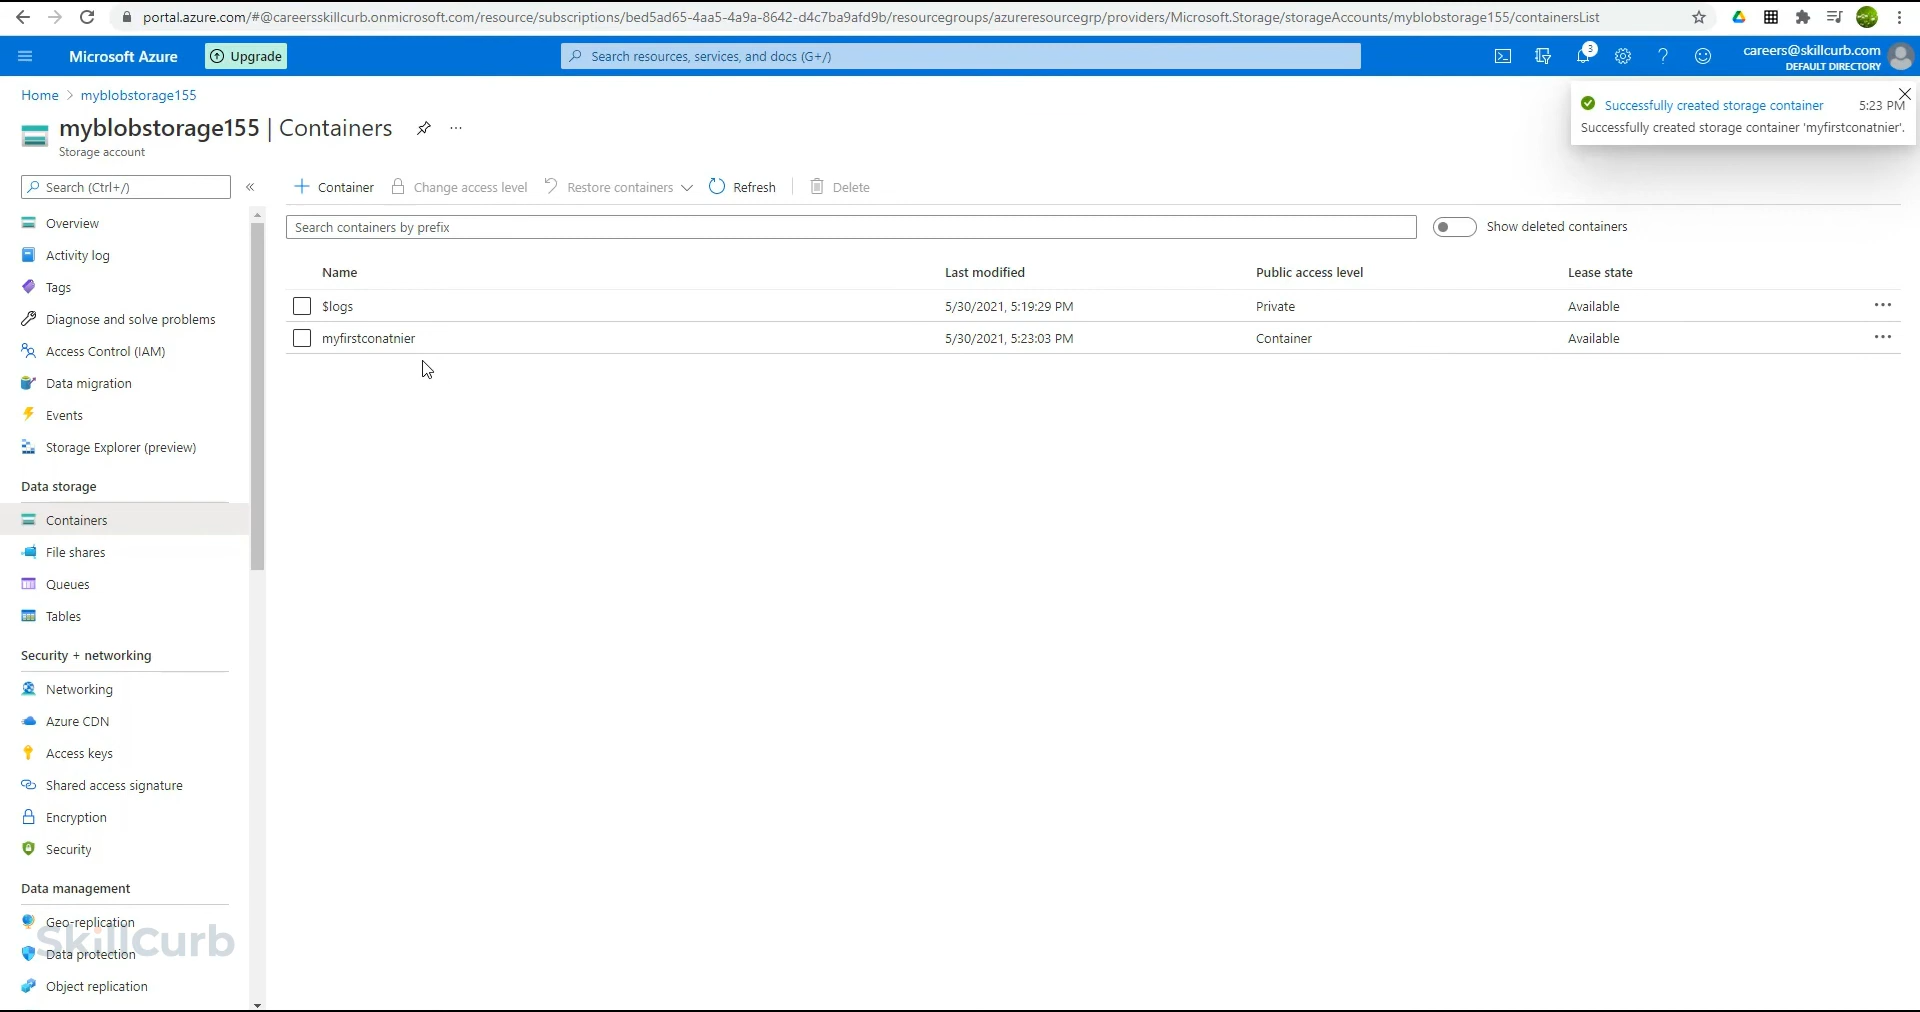 portal.azure.com/#@careersskillcurb.onmicrosoft.com/resource/subscriptions/bed5ad65-4aa5-4a9a-8642-d4c7ba9afd9b/resourcegroups/azureresourcegrp/providers/Microsoft.Storage/storageAccounts/myblobstorage155/containersList
Microsoft Azure
Upgrade
Search resources, services, and docs (G+/)
3
careers@skillcurb.com
DEFAULT DIRECTORY
Home > myblobstorage155
Successfully created storage container 5:23 PM
Successfully created storage container 'myfirstconatnier'.
myblobstorage155 | Containers
Storage account
Search (Ctrl+/)
Container
Change access level
Restore containers
Refresh
Delete
Search containers by prefix
Show deleted containers
Name Last modified Public access level Lease state
$logs 5/30/2021, 5:19:29 PM Private Available
myfirstconatnier 5/30/2021, 5:23:03 PM Container Available
Overview
Activity log
Tags
Diagnose and solve problems
Access Control (IAM)
Data migration
Events
Storage Explorer (preview)
Data storage
Containers
File shares
Queues
Tables
Security + networking
Networking
Azure CDN
Access keys
Shared access signature
Encryption
Security
Data management
Geo-replication
SkillCurb
Data protection
Object replication